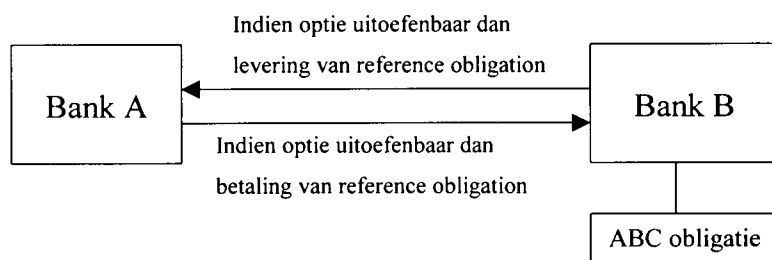 Indien optie uitoefenbaar dan
levering van reference obligation
Bank A
Bank B
Indien optie uitoefenbaar dan
betaling van reference obligation
ABC obligatie